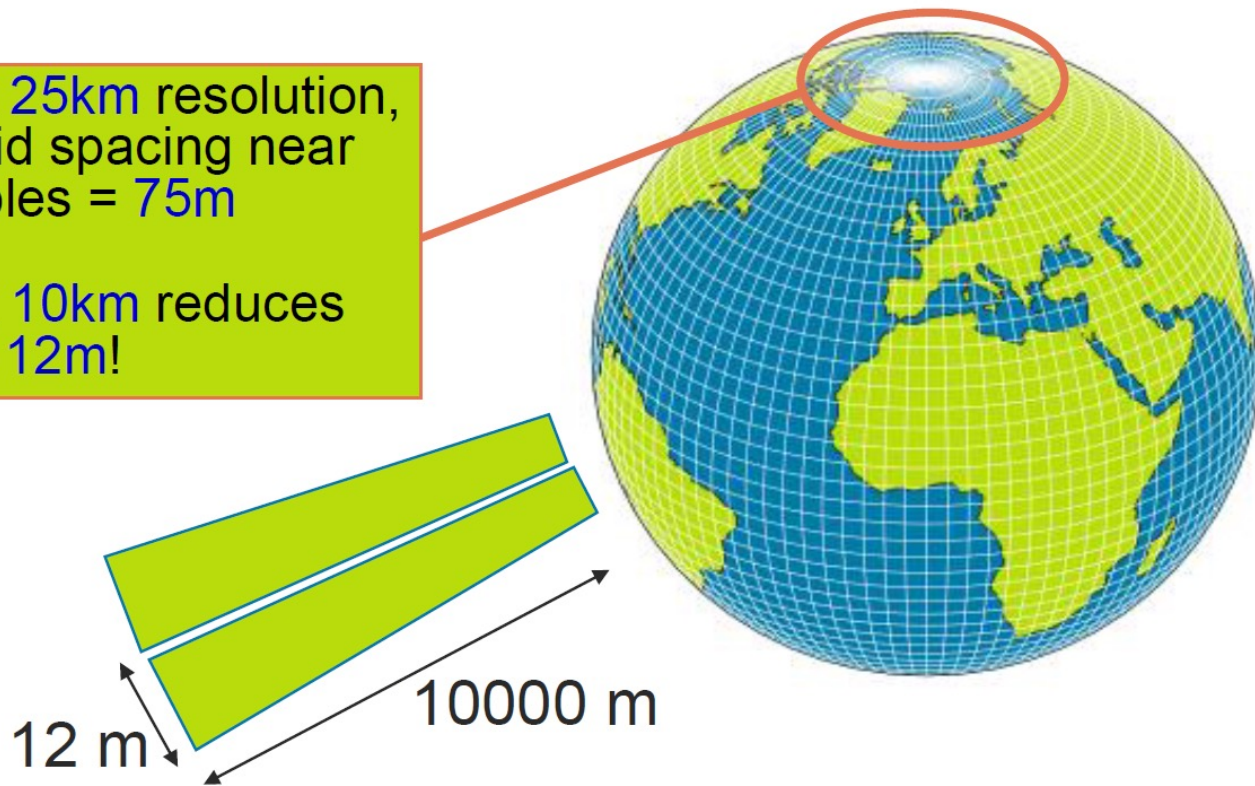 25km resolution,
id spacing near
oles = 75m
10km reduces
12m!
12 m
10000 m